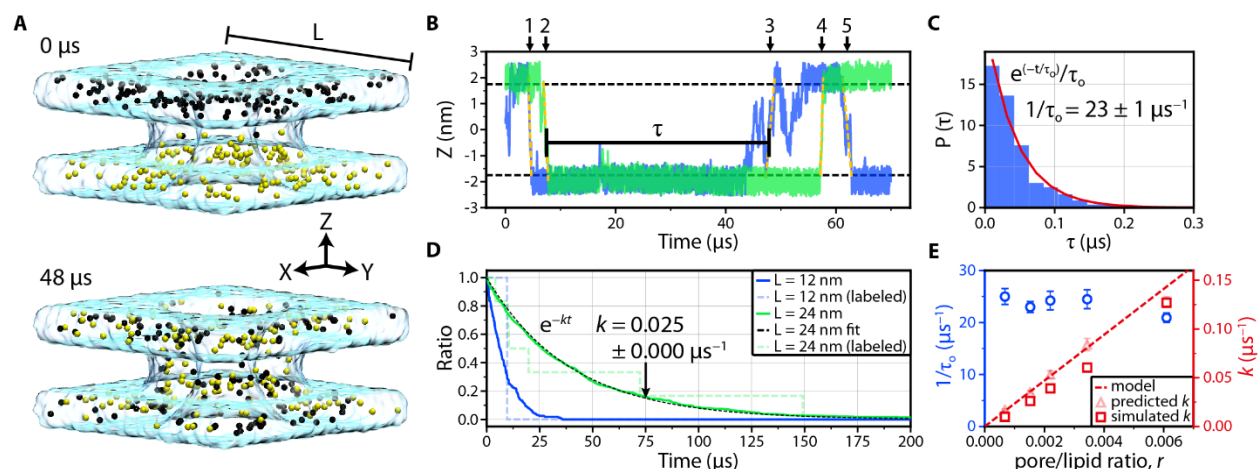 A
0 µs
L
48 µs
Z
X
Y
B
1 2 3 4 5
3
2
1
0
-1
-2
-3
Z (nm)
τ
0 20 40 60
Time (µs)
C
e(-t/τo)/τo
1/τo = 23 ± 1 µs⁻¹
15
10
5
0
P (τ)
0.0 0.1 0.2 0.3
τ (µs)
D
1.0
0.8
0.6
0.4
0.2
0.0
Ratio
e⁻ᵏᵗ
k = 0.025
± 0.000 µs⁻¹
L = 12 nm
L = 12 nm (labeled)
L = 24 nm
L = 24 nm fit
L = 24 nm (labeled)
0 25 50 75 100 125 150 175 200
Time (µs)
E
30
20
10
0
1/τo (µs⁻¹)
0.15
0.10
0.05
0.00
k (µs⁻¹)
model
predicted k
simulated k
0.000 0.002 0.004 0.006
pore/lipid ratio, r